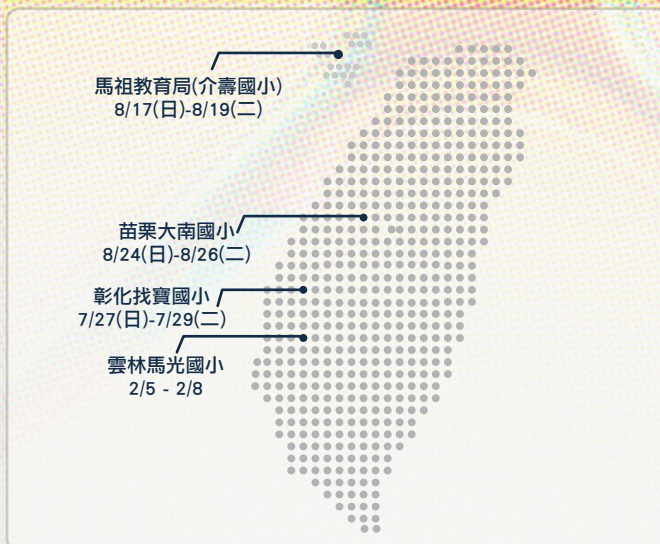 馬祖教育局(介壽國小)
8/17(日)-8/19(二)
苗栗大南國小
8/24(日)-8/26(二)
彰化找寶國小
7/27(日)-7/29(二)
雲林馬光國小
2/5 - 2/8